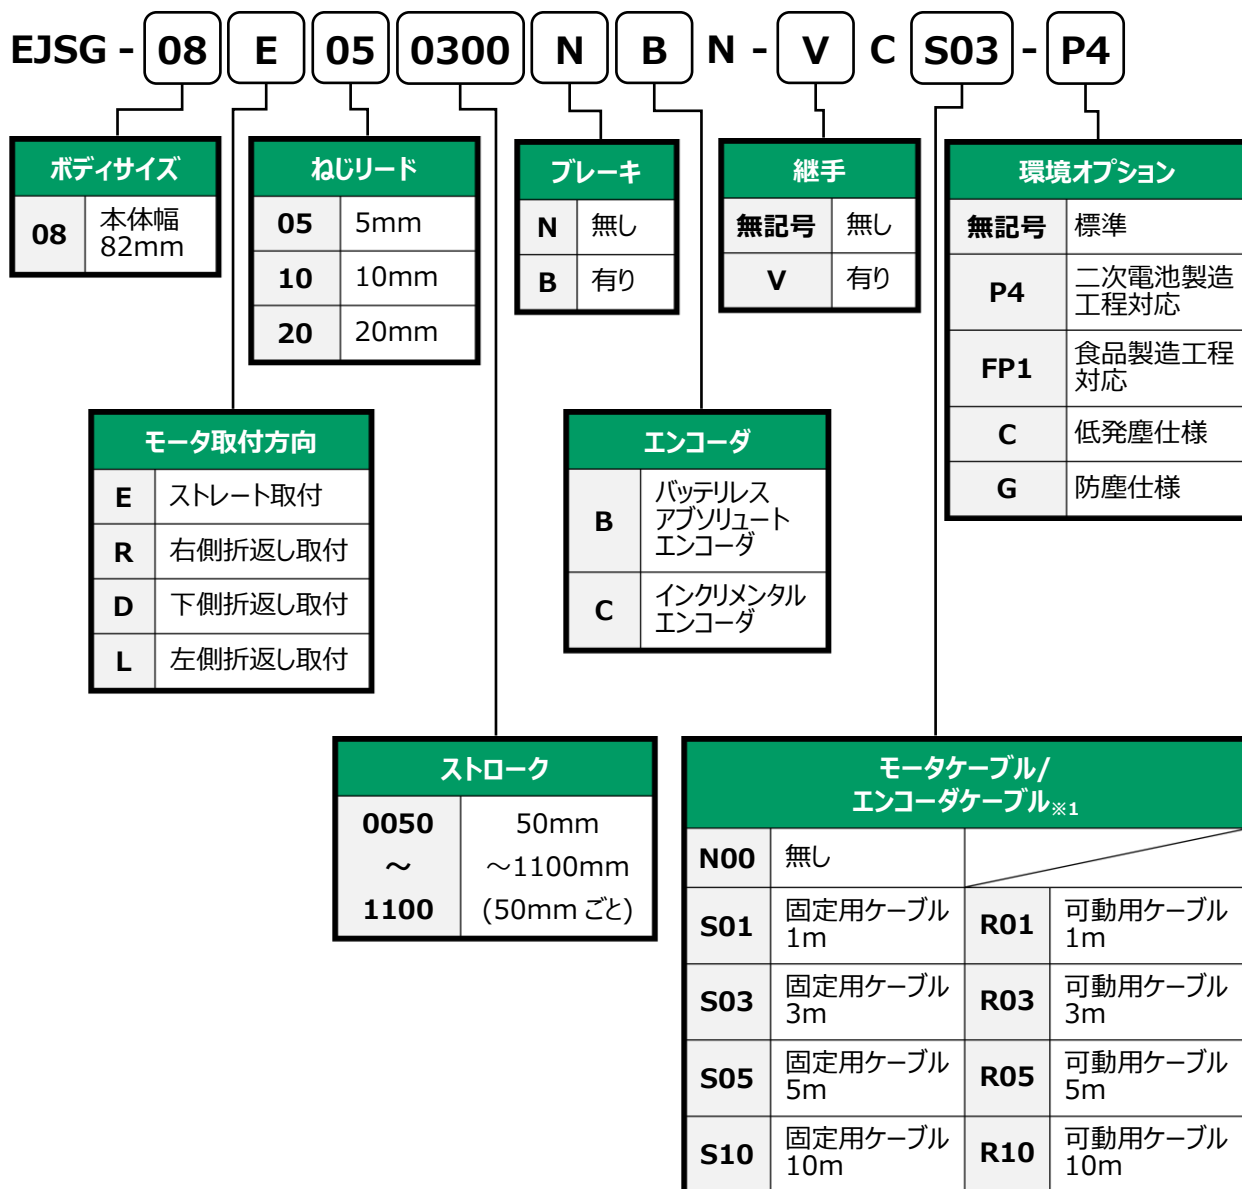 EJSG - 08 E 05 0300 N B N - V C S03 - P4
ボディサイズ
08 本体幅
82mm
ねじリード
05 5mm
10 10mm
20 20mm
ブレーキ
N 無し
B 有り
継手
無記号 無し
V 有り
環境オプション
無記号 標準
P4 二次電池製造
工程対応
FP1 食品製造工程
対応
C 低発塵仕様
G 防塵仕様
モータ取付方向
E ストレート取付
R 右側折返し取付
D 下側折返し取付
L 左側折返し取付
エンコーダ
B バッテリレス
アブソリュート
エンコーダ
C インクリメンタル
エンコーダ
ストローク
0050 50mm
～ ～1100mm
1100 (50mm ごと)
モータケーブル/
エンコーダケーブル※1
N00 無し
S01 固定用ケーブル
1m
R01 可動用ケーブル
1m
S03 固定用ケーブル
3m
R03 可動用ケーブル
3m
S05 固定用ケーブル
5m
R05 可動用ケーブル
5m
S10 固定用ケーブル
10m
R10 可動用ケーブル
10m